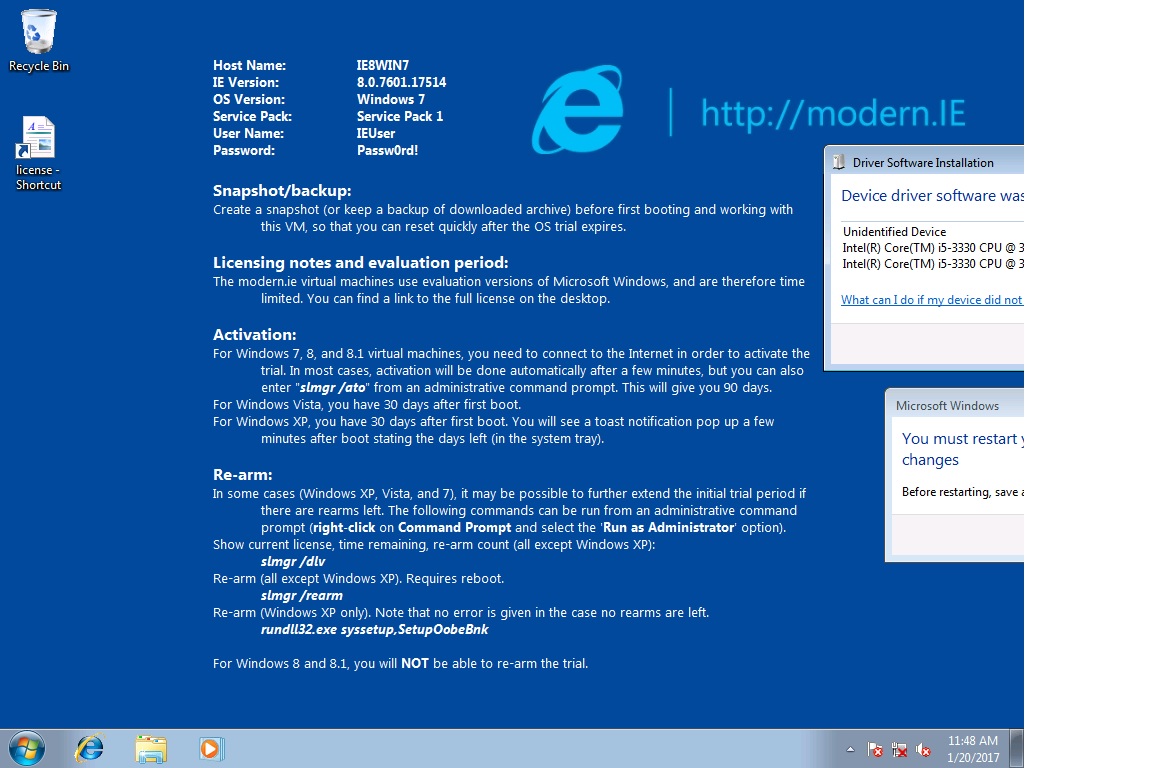 Recycle Bin
license -
Shortcut
Host Name: IE8WIN7
IE Version: 8.0.7601.17514
OS Version: Windows 7
Service Pack: Service Pack 1
User Name: IEUser
Password: Passw0rd!
http://modern.IE
Snapshot/backup:
Create a snapshot (or keep a backup of downloaded archive) before first booting and working with
this VM, so that you can reset quickly after the OS trial expires.
Licensing notes and evaluation period:
The modern.ie virtual machines use evaluation versions of Microsoft Windows, and are therefore time
limited. You can find a link to the full license on the desktop.
Activation:
For Windows 7, 8, and 8.1 virtual machines, you need to connect to the Internet in order to activate the
trial. In most cases, activation will be done automatically after a few minutes, but you can also
enter "slmgr /ato" from an administrative command prompt. This will give you 90 days.
For Windows Vista, you have 30 days after first boot.
For Windows XP, you have 30 days after first boot. You will see a toast notification pop up a few
minutes after boot stating the days left (in the system tray).
Re-arm:
In some cases (Windows XP, Vista, and 7), it may be possible to further extend the initial trial period if
there are rearms left. The following commands can be run from an administrative command
prompt (right-click on Command Prompt and select the 'Run as Administrator' option).
Show current license, time remaining, re-arm count (all except Windows XP):
slmgr /dlv
Re-arm (all except Windows XP). Requires reboot.
slmgr /rearm
Re-arm (Windows XP only). Note that no error is given in the case no rearms are left.
rundll32.exe syssetup,SetupOobeBnk
For Windows 8 and 8.1, you will NOT be able to re-arm the trial.
Driver Software Installation
Device driver software was
Unidentified Device
Intel(R) Core(TM) i5-3330 CPU @ 3
Intel(R) Core(TM) i5-3330 CPU @ 3
What can I do if my device did not
Microsoft Windows
You must restart
changes
Before restarting, save
11:48 AM
1/20/2017